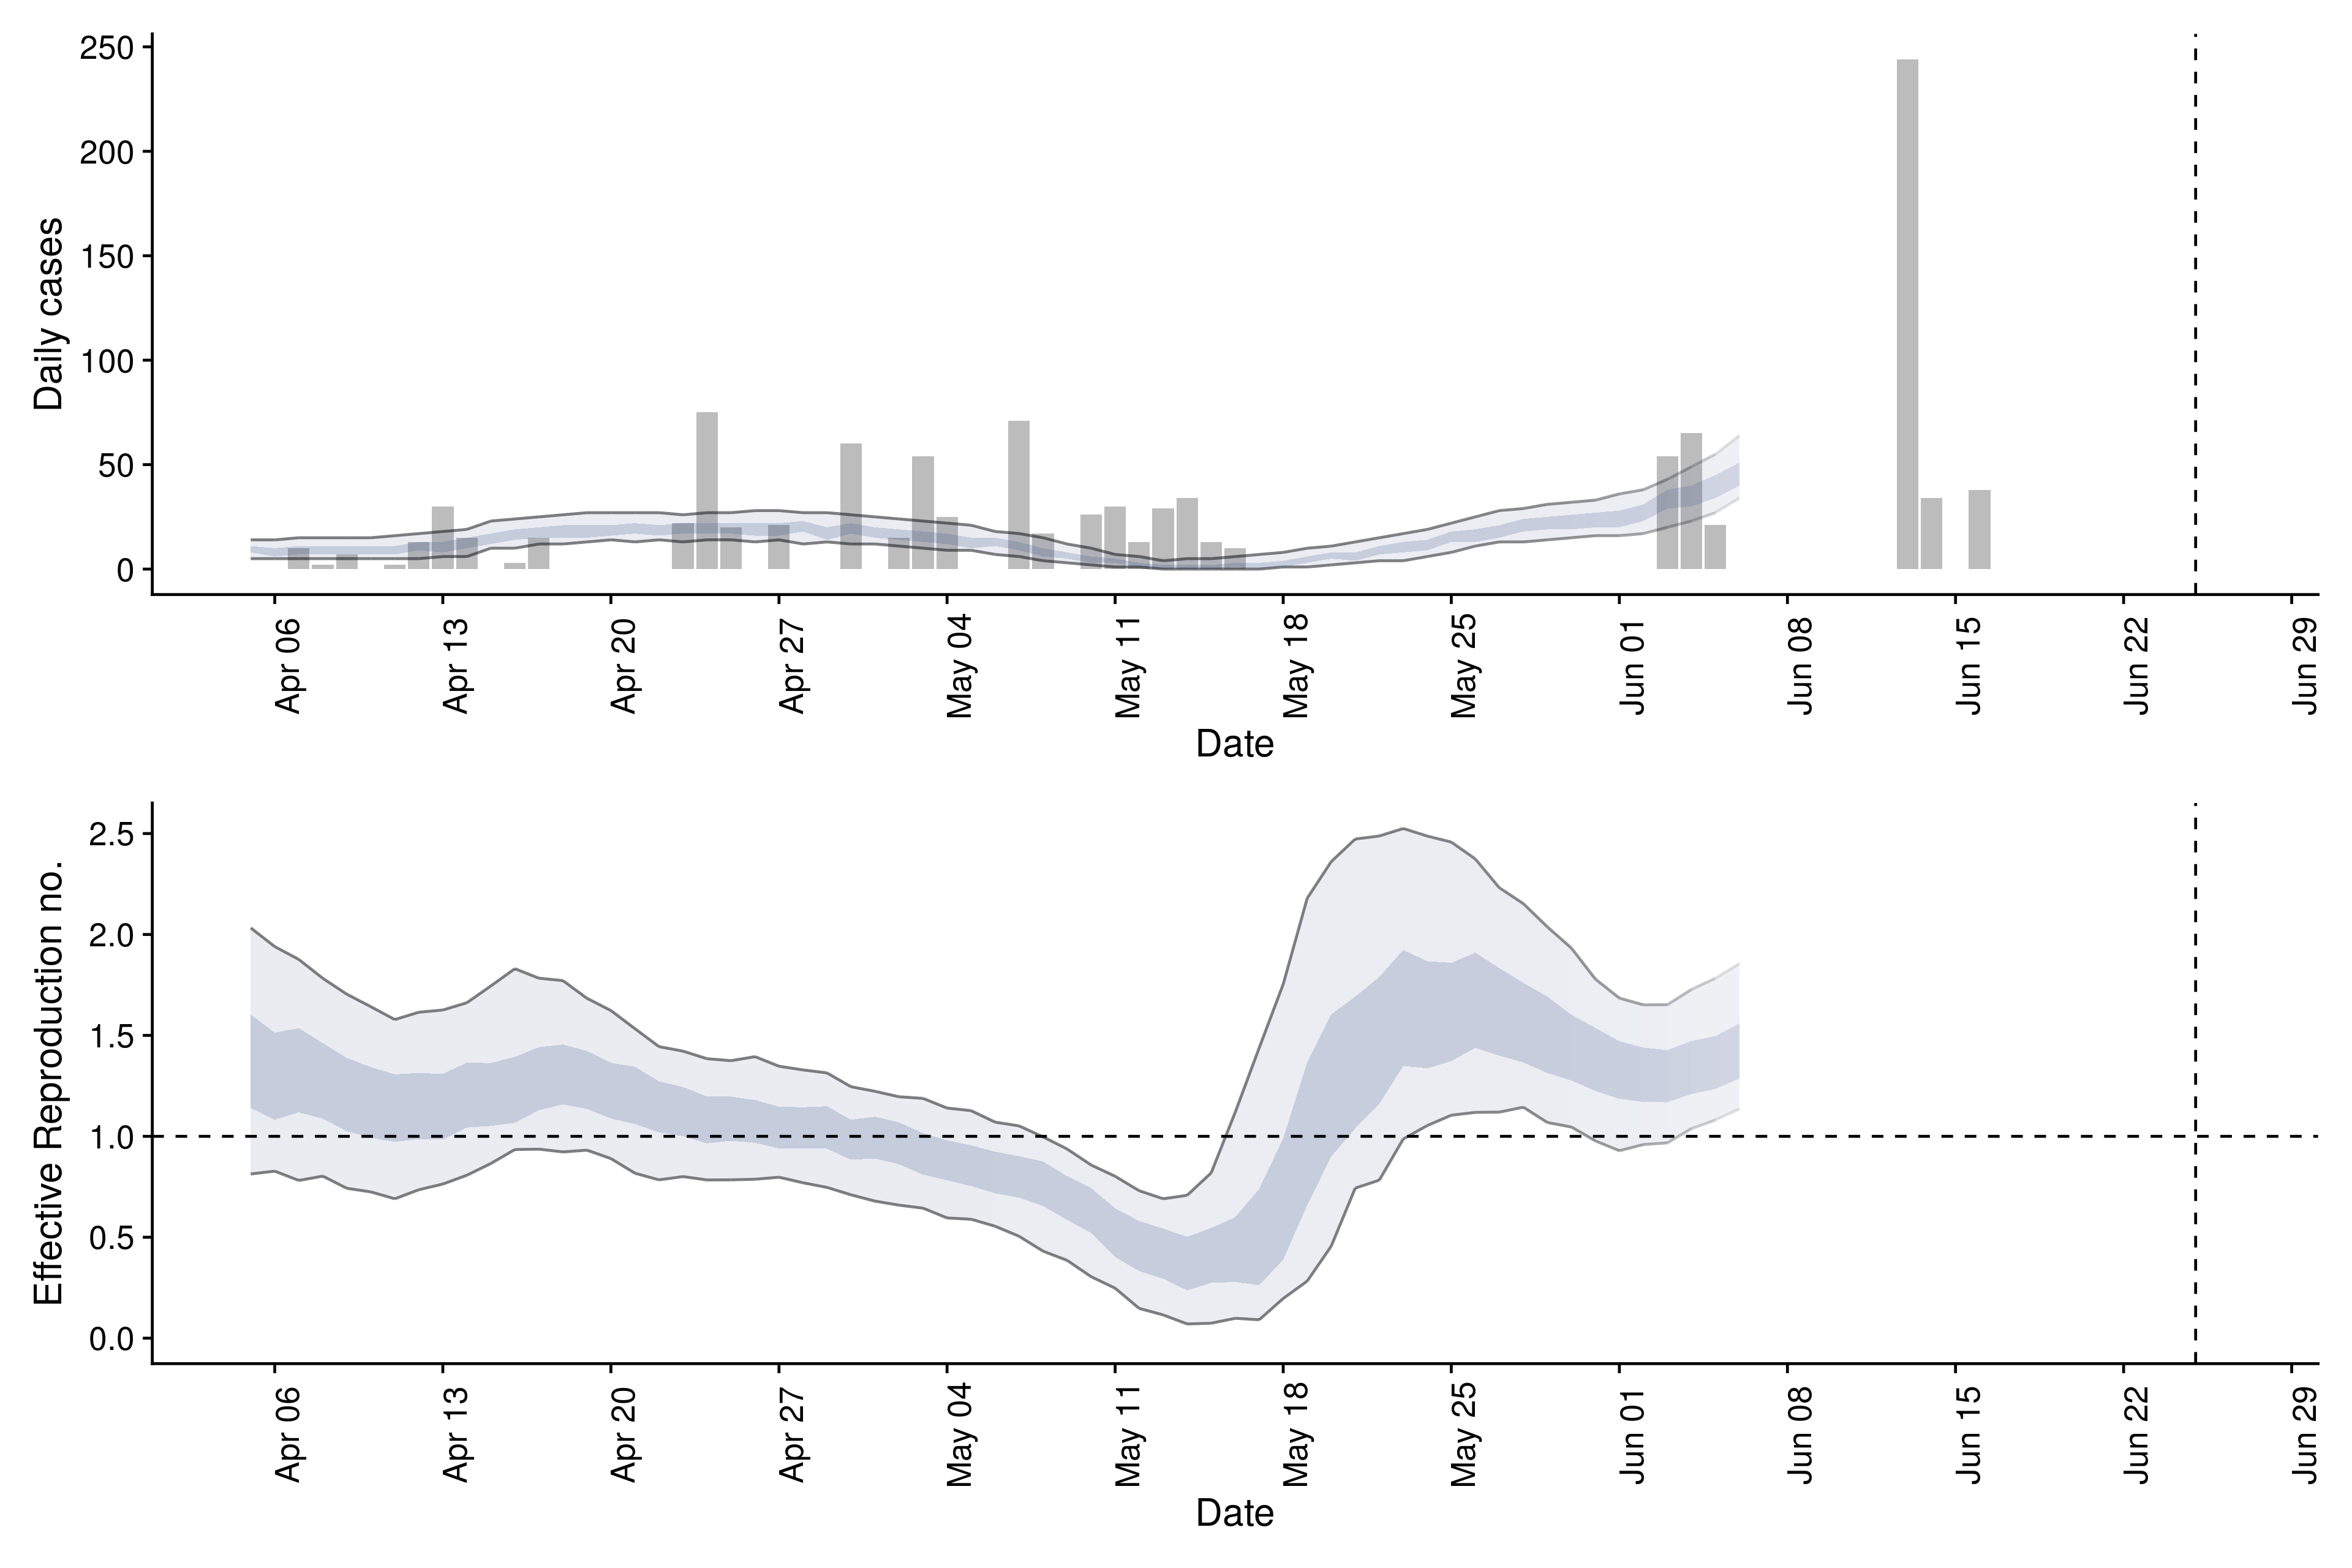 250
200
150
100
50
0
Daily cases
Apr 06
Apr 13
Apr 20
Apr 27
May 04
May 11
May 18
May 25
Jun 01
Jun 08
Jun 15
Jun 22
Jun 29
Date
2.5
2.0
1.5
1.0
0.5
0.0
Effective Reproduction no.
Apr 06
Apr 13
Apr 20
Apr 27
May 04
May 11
May 18
May 25
Jun 01
Jun 08
Jun 15
Jun 22
Jun 29
Date